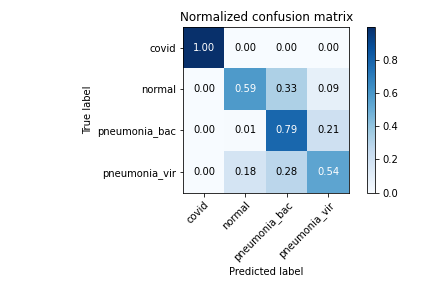 Normalized confusion matrix
True label
covid 1.00 0.00 0.00 0.00
normal 0.00 0.59 0.33 0.09
pneumonia_bac 0.00 0.01 0.79 0.21
pneumonia_vir 0.00 0.18 0.28 0.54
covid normal pneumonia_bac pneumonia_vir
Predicted label
0.8
0.6
0.4
0.2
0.0